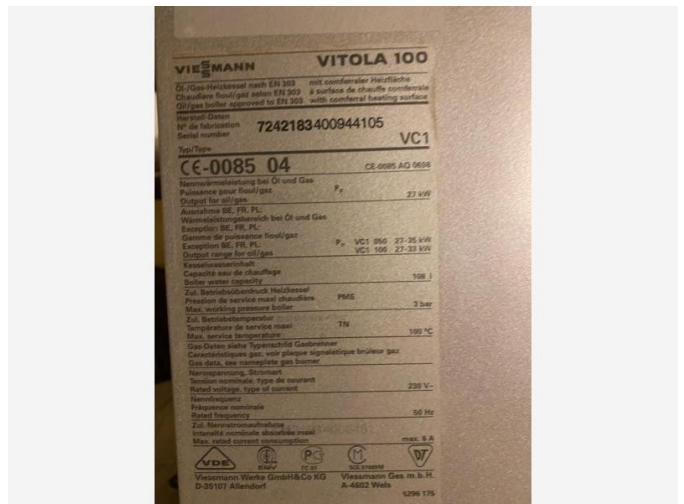 VIESMANN VITOLA 100
Öl-/Gas-Heizkessel nach EN 303 mit comferraler Heizfläche
Chaudière fioul/gaz selon EN 303 à surface de chauffe comferrale
Oil/gas boiler approved to EN 303 with comferral heating surface
Herstell-Daten
N° de fabrication
Serial number 7242183400944105
Typ/Type VC1
CE-0085 04 CE-0085 AQ 0698
Nennwärmeleistung bei Öl und Gas
Puissance pour fioul/gaz Pn
Output for oil/gas 27 kW
Ausnahme BE, FR, PL:
Wärmeleistungsbereich bei Öl und Gas
Exception BE, FR, PL:
Gamme de puissance fioul/gaz
Exception BE, FR, PL: Pn VC1 050 27-35 kW
Output range for oil/gas VC1 100 27-33 kW
Kesselwasserinhalt
Capacité eau de chauffage
Boiler water capacity 108 l
Zul. Betriebsüberdruck Heizkessel
Pression de service maxi chaudière PMS
Max. working pressure boiler 3 bar
Zul. Betriebstemperatur
Température de service maxi TN
Max. service temperature 100 °C
Gas-Daten siehe Typenschild Gasbrenner
Caractéristiques gaz, voir plaque signalétique brûleur gaz
Gas data, see nameplate gas burner
Nennspannung, Stromart
Tension nominale, type de courant
Rated voltage, type of current 230 V~
Nennfrequenz
Fréquence nominale
Rated frequency 50 Hz
Zul. Nennstromaufnahme
Intensité nominale absorbée maxi
Max. rated current consumption max. 6 A
VDE
Viessmann Werke GmbH&Co KG Viessmann Ges m.b.H.
D-35107 Allendorf A-4602 Wels
5296 175